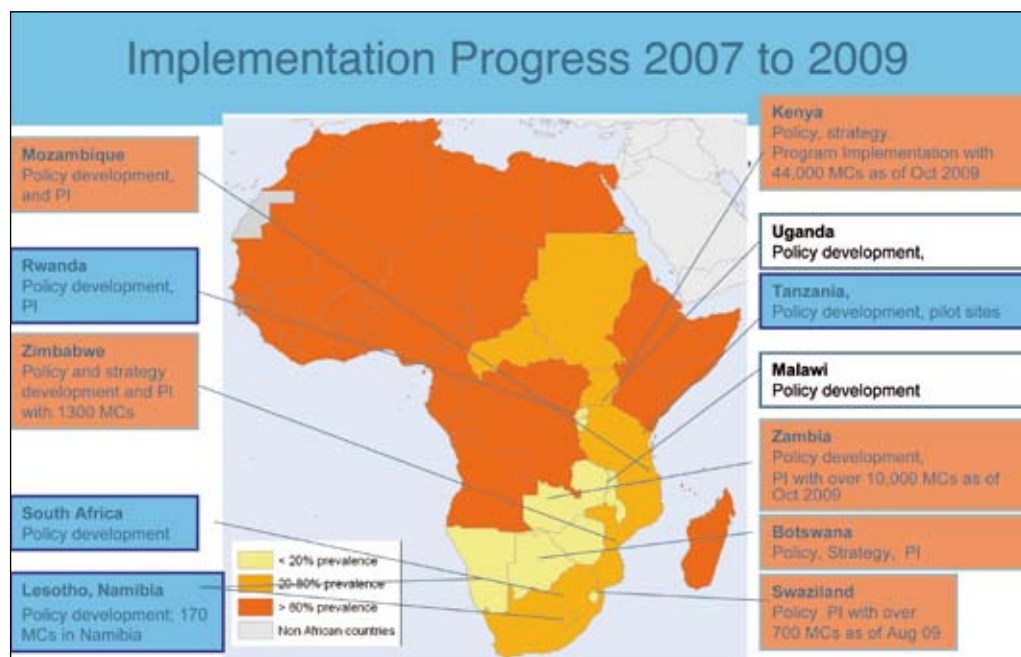 Implementation Progress 2007 to 2009
Mozambique
Policy development,
and PI
Rwanda
Policy development,
PI
Zimbabwe
Policy and strategy
development and PI
with 1300 MCs
South Africa
Policy development
Lesotho, Namibia
Policy development, 170
MCs in Namibia
< 20% prevalence
20-80% prevalence
> 80% prevalence
Non African countries
Kenya
Policy, strategy,
Program Implementation with
44,000 MCs as of Oct 2009
Uganda
Policy development,
Tanzania,
Policy development, pilot sites
Malawi
Policy development
Zambia
Policy development,
PI with over 10,000 MCs as of
Oct 2009
Botswana
Policy, Strategy, PI
Swaziland
Policy PI with over
700 MCs as of Aug 09